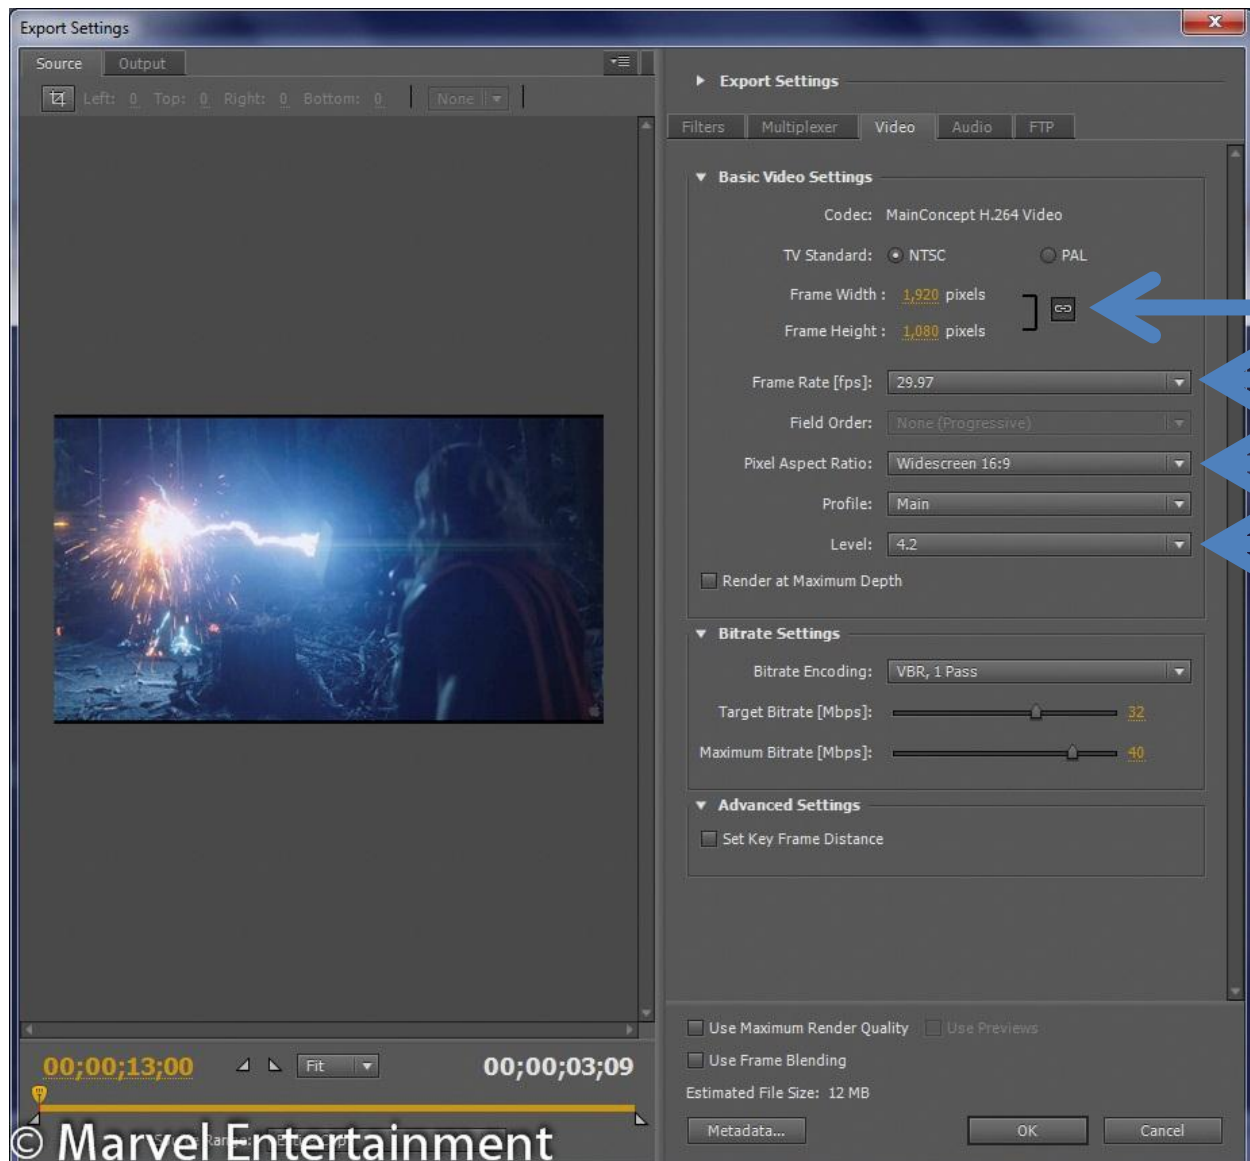 Export Settings
X
Source Output
Left: 0 Top: 0 Right: 0 Bottom: 0 None
00;00;13;00 Fit 00;00;03;09
© Marvel Entertainment
Export Settings
Filters Multiplexer Video Audio FTP
Basic Video Settings
Codec: MainConcept H.264 Video
TV Standard: NTSC PAL
Frame Width : 1,920 pixels
Frame Height : 1,080 pixels
Frame Rate [fps]: 29.97
Field Order: None (Progressive)
Pixel Aspect Ratio: Widescreen 16:9
Profile: Main
Level: 4.2
Render at Maximum Depth
Bitrate Settings
Bitrate Encoding: VBR, 1 Pass
Target Bitrate [Mbps]: 32
Maximum Bitrate [Mbps]: 40
Advanced Settings
Set Key Frame Distance
Use Maximum Render Quality Use Previews
Use Frame Blending
Estimated File Size: 12 MB
Metadata... OK Cancel